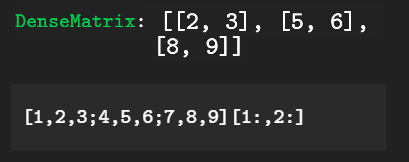 DenseMatrix: [[2, 3], [5, 6],
[8, 9]]
[1,2,3;4,5,6;7,8,9][1:,2:]